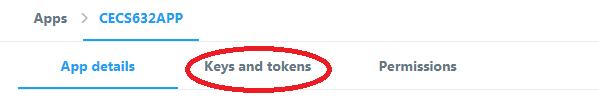 Apps > CECS632APP
App details Keys and tokens Permissions